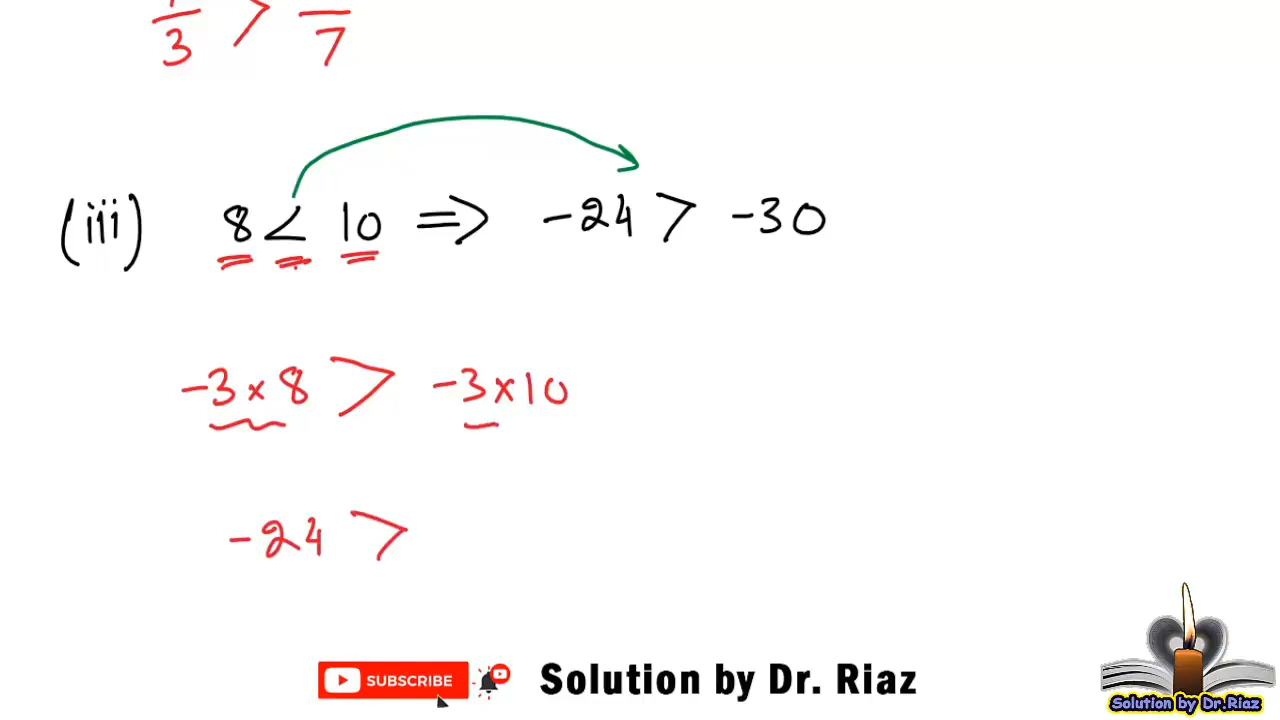 3 > 7
(iii) 8 < 10 ⇒ -24 > -30
-3 × 8 > -3 × 10
-24 >
SUBSCRIBE
Solution by Dr. Riaz
Solution by Dr.Riaz